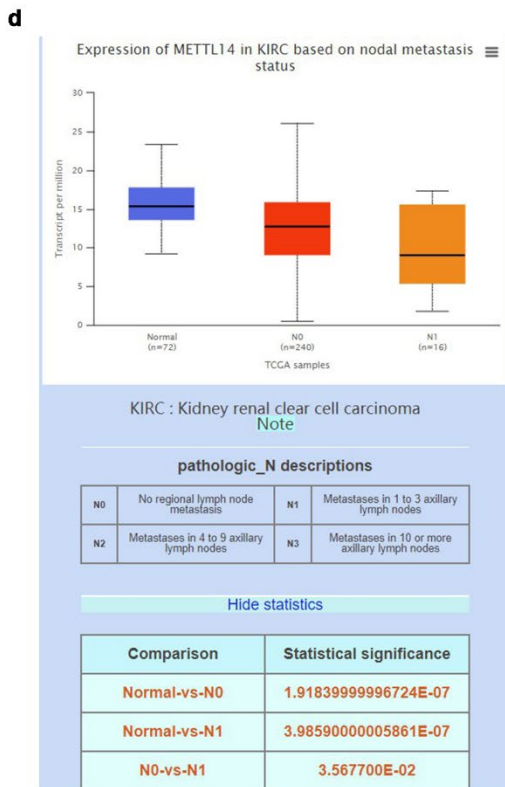 d
Expression of METTL14 in KIRC based on nodal metastasis
status
30
25
20
15
10
5
0
Transcript per million
Normal
(n=72)
N0
(n=240)
N1
(n=16)
TCGA samples
KIRC : Kidney renal clear cell carcinoma
Note
pathologic_N descriptions
N0
No regional lymph node
metastasis
N1
Metastases in 1 to 3 axillary
lymph nodes
N2
Metastases in 4 to 9 axillary
lymph nodes
N3
Metastases in 10 or more
axillary lymph nodes
Hide statistics
Comparison
Statistical significance
Normal-vs-N0
1.91839999996724E-07
Normal-vs-N1
3.98590000005861E-07
N0-vs-N1
3.567700E-02